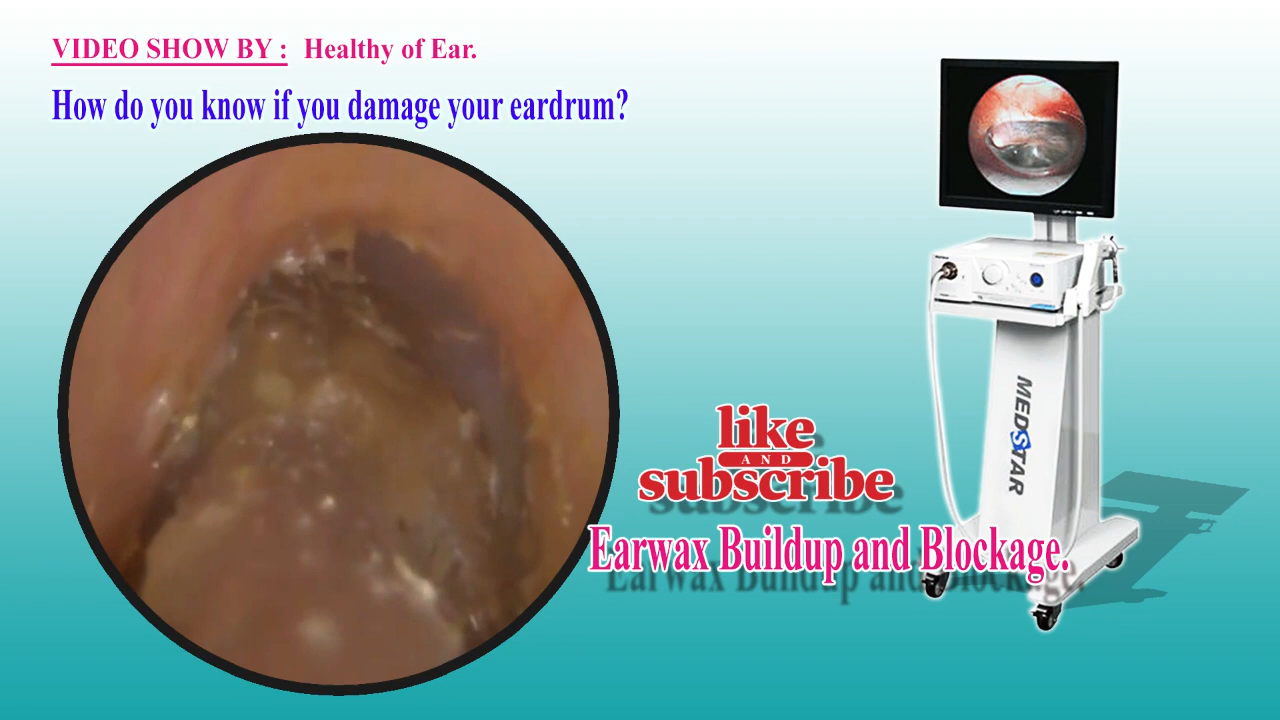 VIDEO SHOW BY : Healthy of Ear.
How do you know if you damage your eardrum?
MEDSTAR
like
AND
subscribe
Earwax Buildup and Blockage.